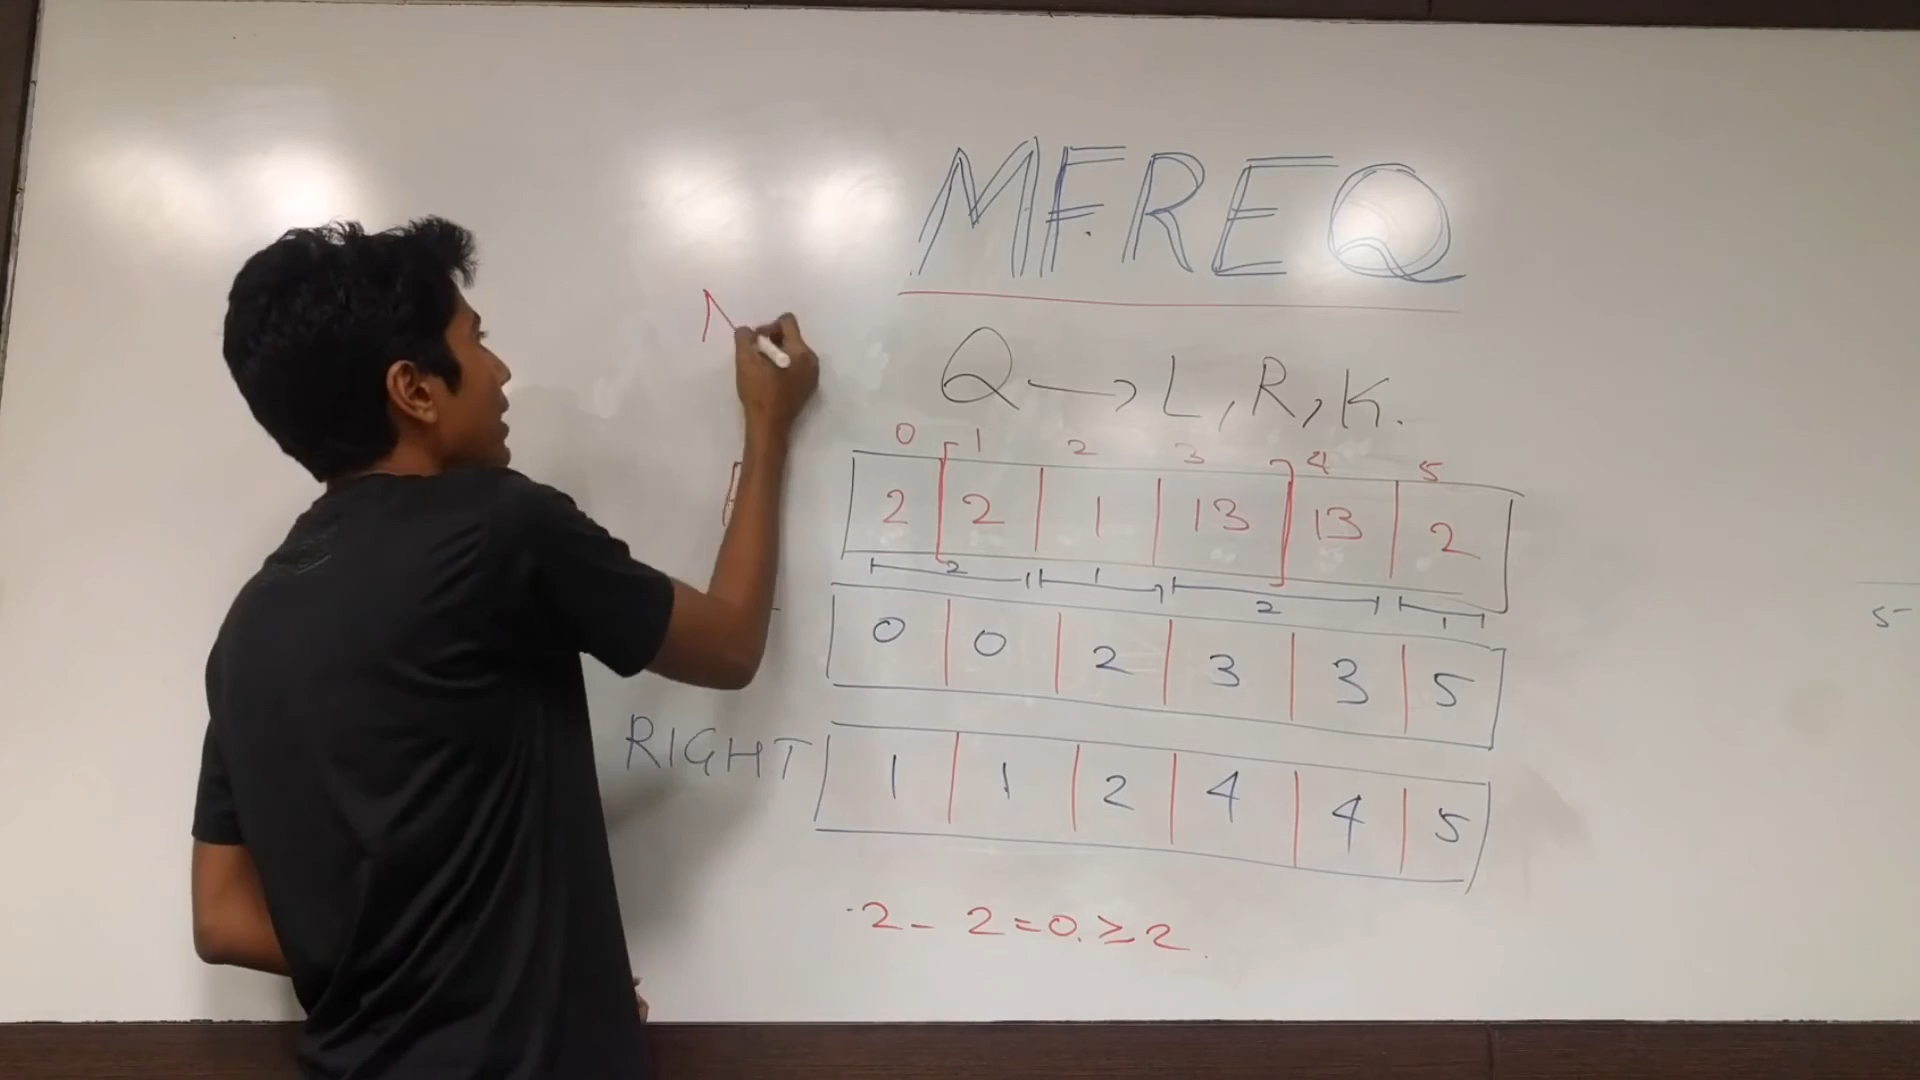 MFREQ
Q → L, R, K.
0 1 2 3 4 5
2 2 1 13 13 2
2 1 2 1
0 0 2 3 3 5
5
RIGHT 1 1 2 4 4 5
2 - 2 = 0. ≥ 2.